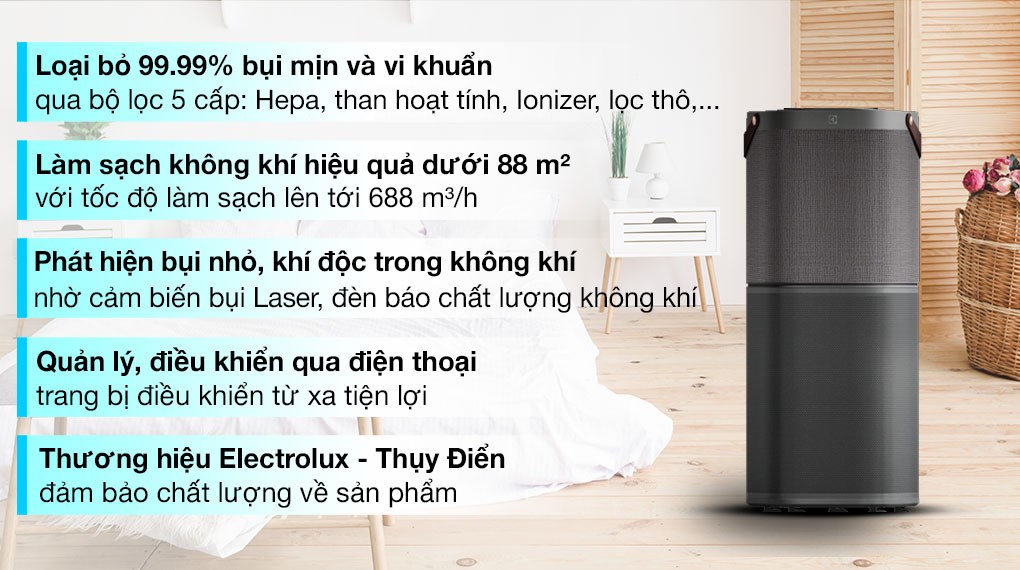 Loại bỏ 99.99% bụi mịn và vi khuẩn
qua bộ lọc 5 cấp: Hepa, than hoạt tính, Ionizer, lọc thô,...
Làm sạch không khí hiệu quả dưới 88 m²
với tốc độ làm sạch lên tới 688 m³/h
Phát hiện bụi nhỏ, khí độc trong không khí
nhờ cảm biến bụi Laser, đèn báo chất lượng không khí
Quản lý, điều khiển qua điện thoại
trang bị điều khiển từ xa tiện lợi
Thương hiệu Electrolux - Thụy Điển
đảm bảo chất lượng về sản phẩm